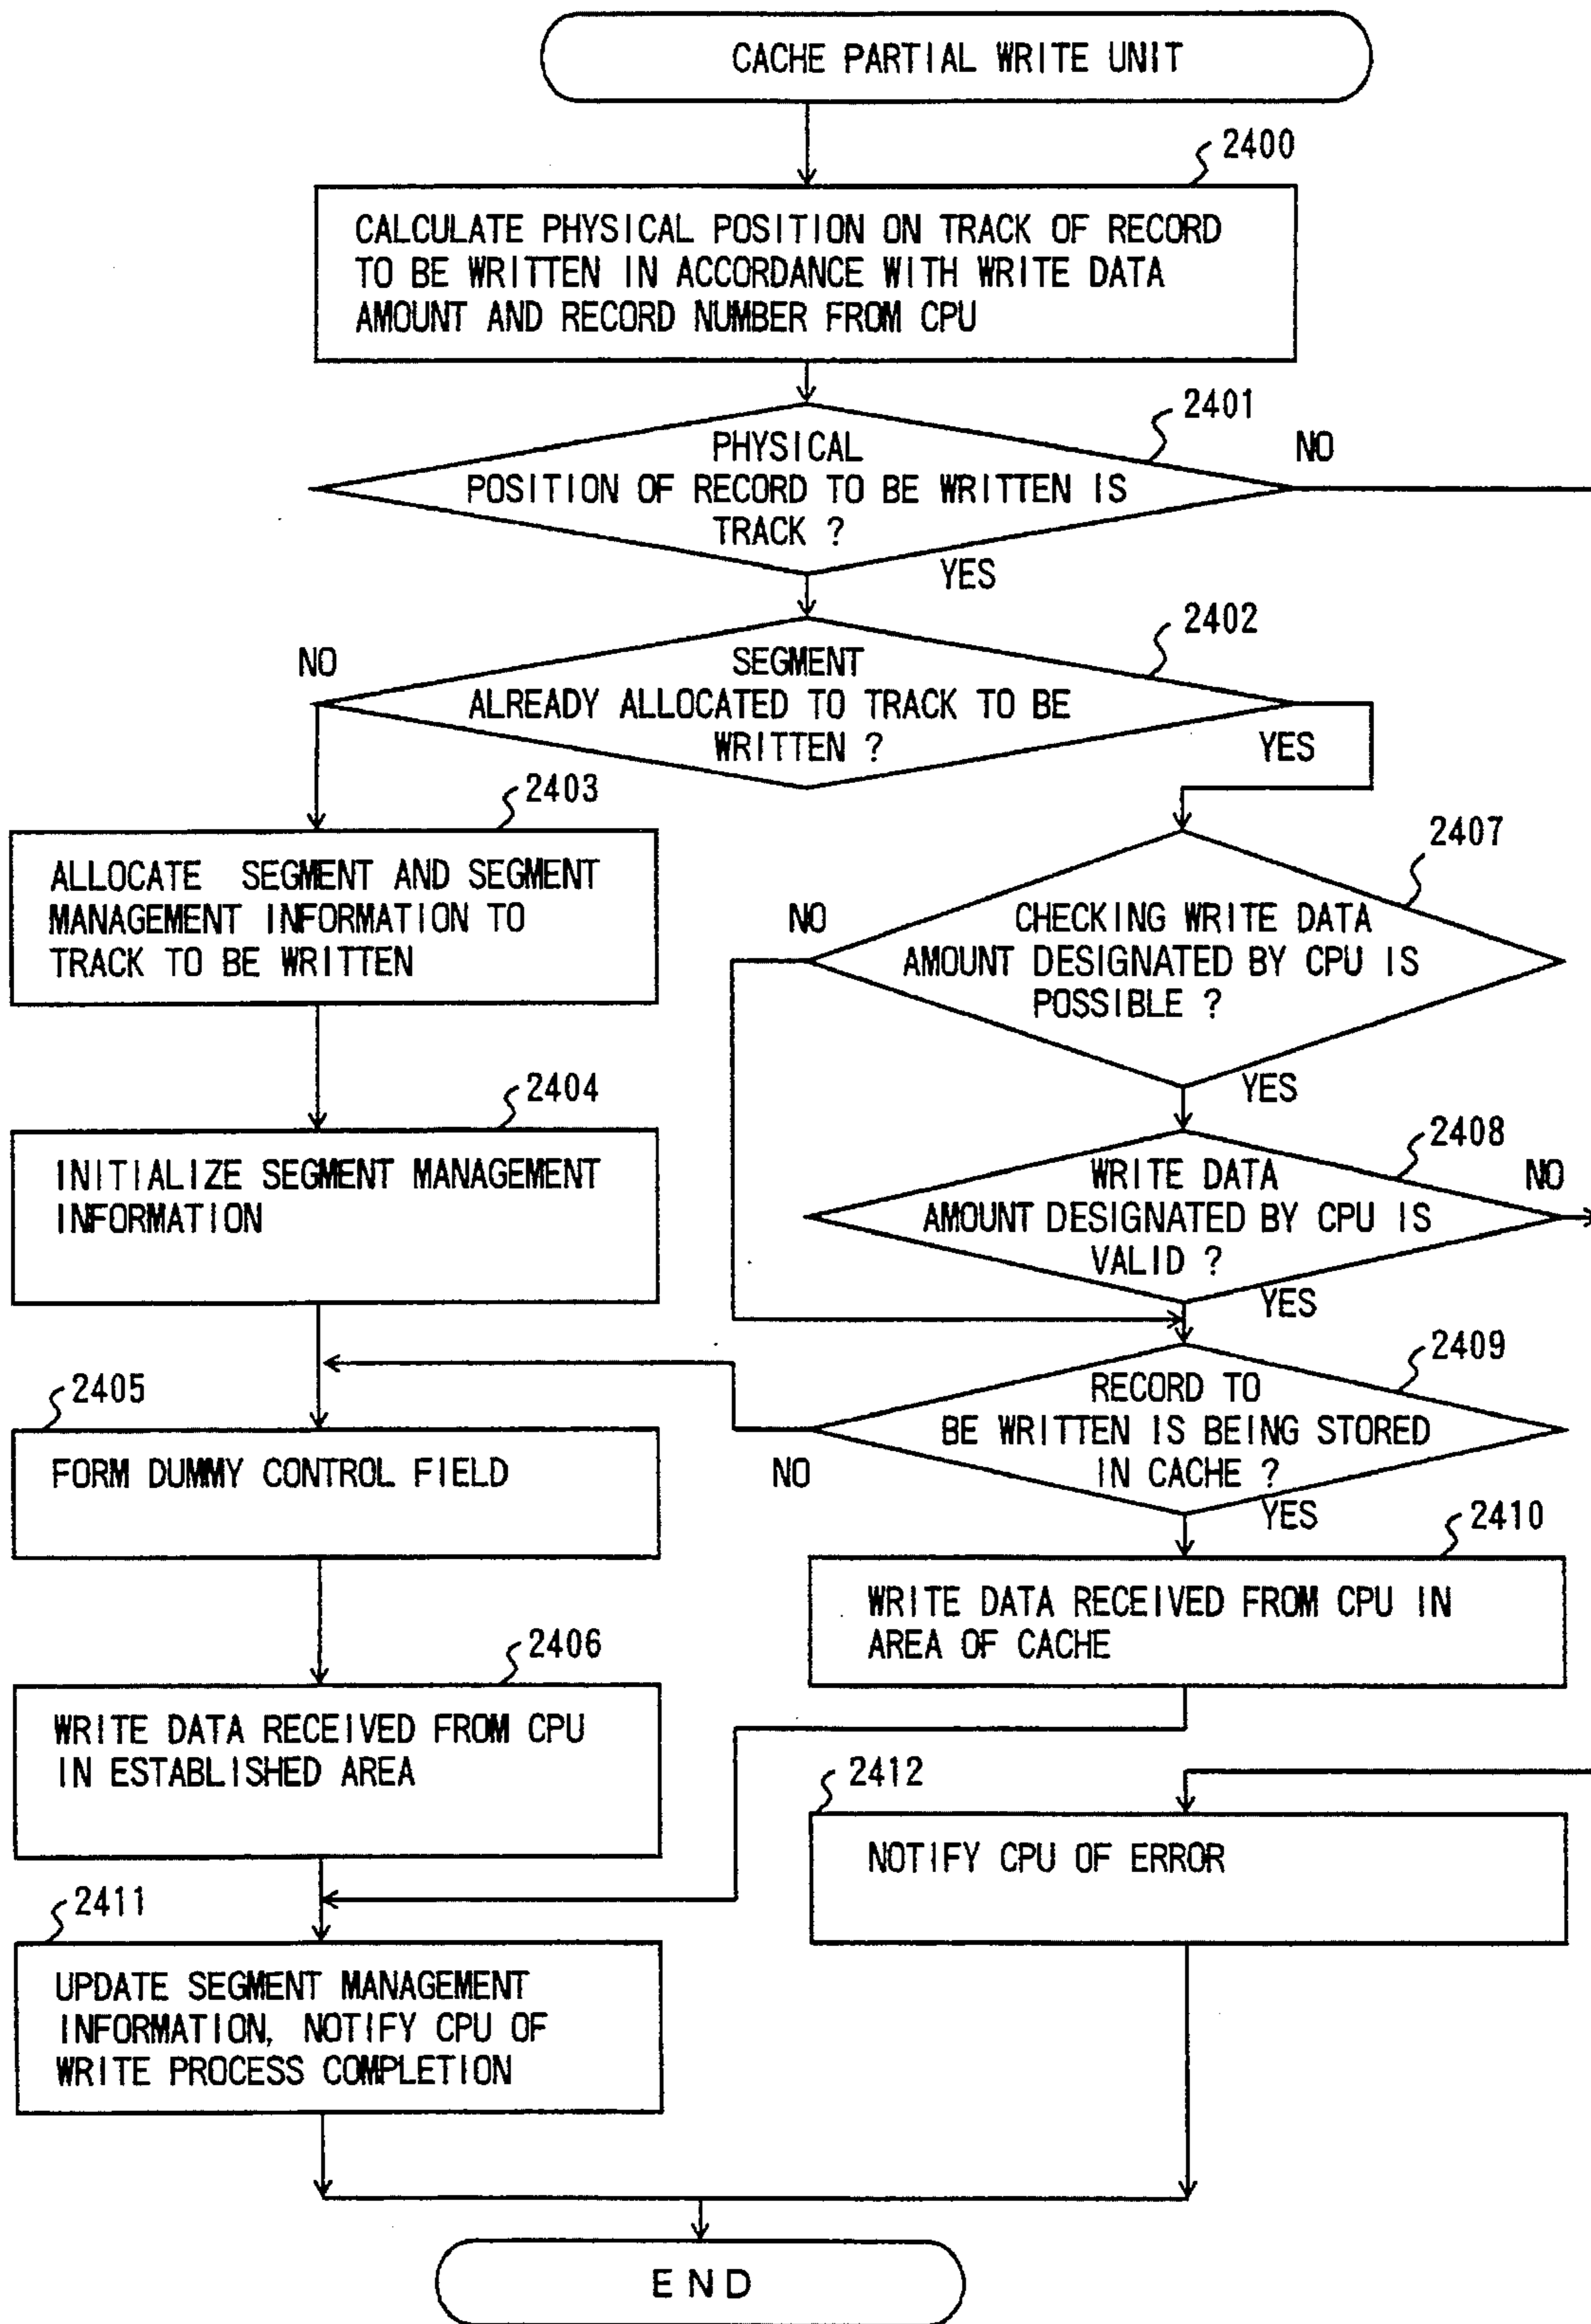 CACHE PARTIAL WRITE UNIT
2400
CALCULATE PHYSICAL POSITION ON TRACK OF RECORD
TO BE WRITTEN IN ACCORDANCE WITH WRITE DATA
AMOUNT AND RECORD NUMBER FROM CPU
2401
NO
PHYSICAL
POSITION OF RECORD TO BE WRITTEN IS
TRACK ?
YES
2402
NO
SEGMENT
ALREADY ALLOCATED TO TRACK TO BE
WRITTEN ?
YES
2403
ALLOCATE SEGMENT AND SEGMENT
MANAGEMENT INFORMATION TO
TRACK TO BE WRITTEN
2407
NO
CHECKING WRITE DATA
AMOUNT DESIGNATED BY CPU IS
POSSIBLE ?
YES
2404
INITIALIZE SEGMENT MANAGEMENT
INFORMATION
2408
NO
WRITE DATA
AMOUNT DESIGNATED BY CPU IS
VALID ?
YES
2409
RECORD TO
BE WRITTEN IS BEING STORED
IN CACHE ?
NO
YES
2405
FORM DUMMY CONTROL FIELD
2410
WRITE DATA RECEIVED FROM CPU IN
AREA OF CACHE
2406
WRITE DATA RECEIVED FROM CPU
IN ESTABLISHED AREA
2412
NOTIFY CPU OF ERROR
2411
UPDATE SEGMENT MANAGEMENT
INFORMATION, NOTIFY CPU OF
WRITE PROCESS COMPLETION
END